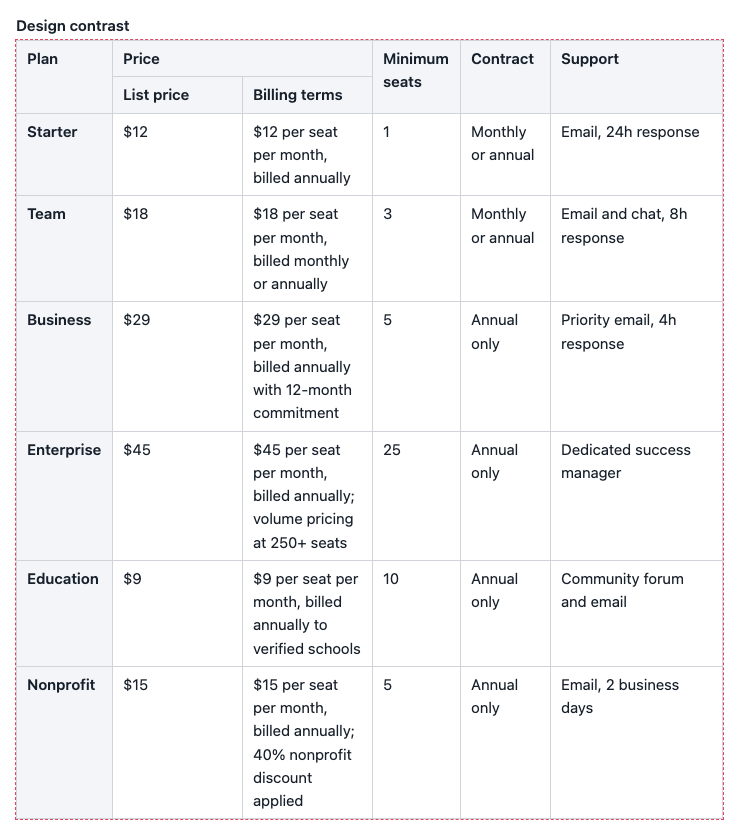 Design contrast
Plan
Price
Minimum
seats
Contract
Support
List price
Billing terms
Starter
$12
$12 per seat
per month,
billed annually
1
Monthly
or annual
Email, 24h response
Team
$18
$18 per seat
per month,
billed monthly
or annually
3
Monthly
or annual
Email and chat, 8h
response
Business
$29
$29 per seat
per month,
billed annually
with 12-month
commitment
5
Annual
only
Priority email, 4h
response
Enterprise
$45
$45 per seat
per month,
billed annually;
volume pricing
at 250+ seats
25
Annual
only
Dedicated success
manager
Education
$9
$9 per seat per
month, billed
annually to
verified schools
10
Annual
only
Community forum
and email
Nonprofit
$15
$15 per seat
per month,
billed annually;
40% nonprofit
discount
applied
5
Annual
only
Email, 2 business
days